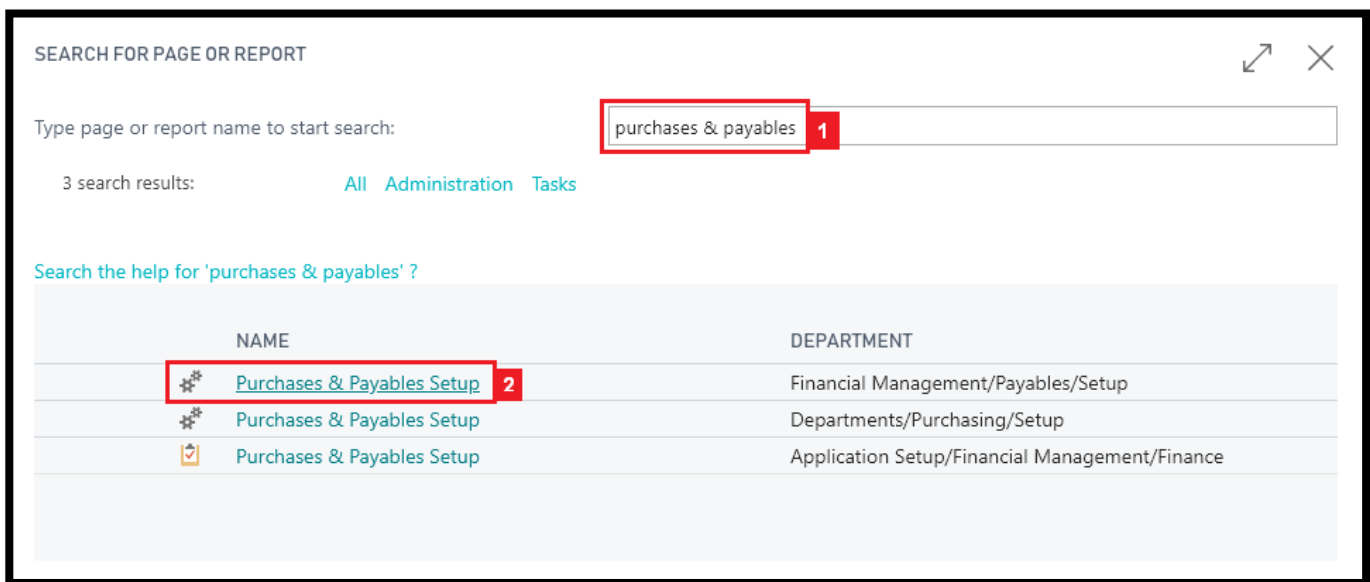 SEARCH FOR PAGE OR REPORT
Type page or report name to start search: purchases & payables 1
3 search results: All Administration Tasks
Search the help for 'purchases & payables' ?
NAME DEPARTMENT
Purchases & Payables Setup 2 Financial Management/Payables/Setup
Purchases & Payables Setup Departments/Purchasing/Setup
Purchases & Payables Setup Application Setup/Financial Management/Finance